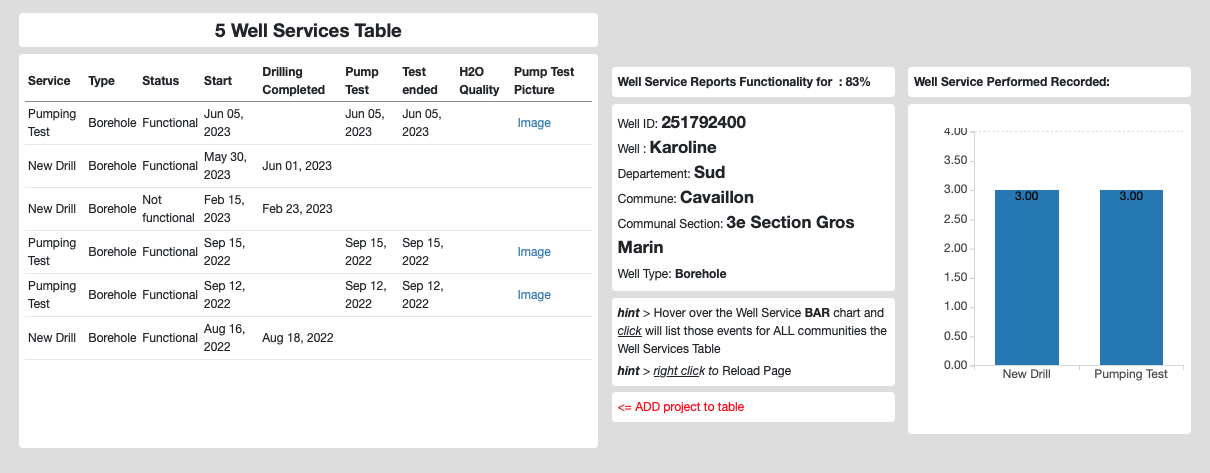 5 Well Services Table
Service Type Status Start Drilling Completed Pump Test Test ended H2O Quality Pump Test Picture
Pumping Test Borehole Functional Jun 05, 2023 Jun 05, 2023 Jun 05, 2023 Image
New Drill Borehole Functional May 30, 2023 Jun 01, 2023
New Drill Borehole Not functional Feb 15, 2023 Feb 23, 2023
Pumping Test Borehole Functional Sep 15, 2022 Sep 15, 2022 Sep 15, 2022 Image
Pumping Test Borehole Functional Sep 12, 2022 Sep 12, 2022 Sep 12, 2022 Image
New Drill Borehole Functional Aug 16, 2022 Aug 18, 2022
Well Service Reports Functionality for : 83%
Well ID: 251792400
Well : Karoline
Departement: Sud
Commune: Cavaillon
Communal Section: 3e Section Gros
Marin
Well Type: Borehole
hint > Hover over the Well Service BAR chart and
click will list those events for ALL communities the
Well Services Table
hint > right click to Reload Page
<= ADD project to table
Well Service Performed Recorded:
4.00
3.50
3.00
2.50
2.00
1.50
1.00
0.50
0.00
3.00 3.00
New Drill Pumping Test